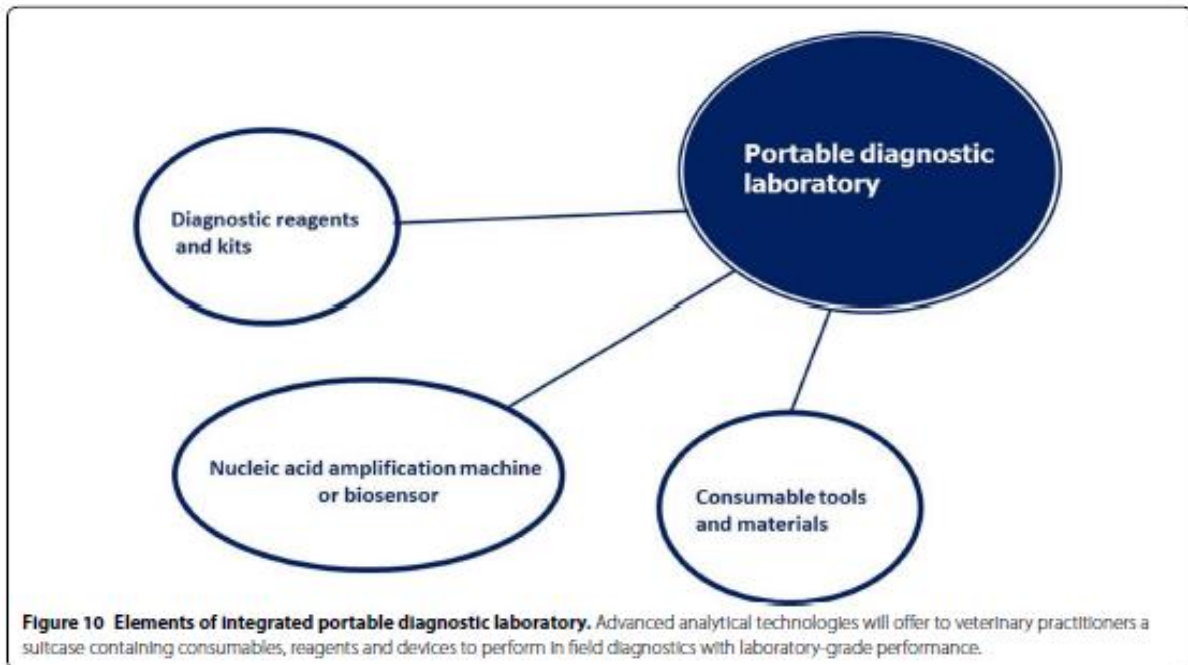 Portable diagnostic
laboratory
Diagnostic reagents
and kits
Nucleic acid amplification machine
or biosensor
Consumable tools
and materials
Figure 10 Elements of integrated portable diagnostic laboratory. Advanced analytical technologies will offer to veterinary practitioners a
suitcase containing consumables, reagents and devices to perform in field diagnostics with laboratory-grade performance.